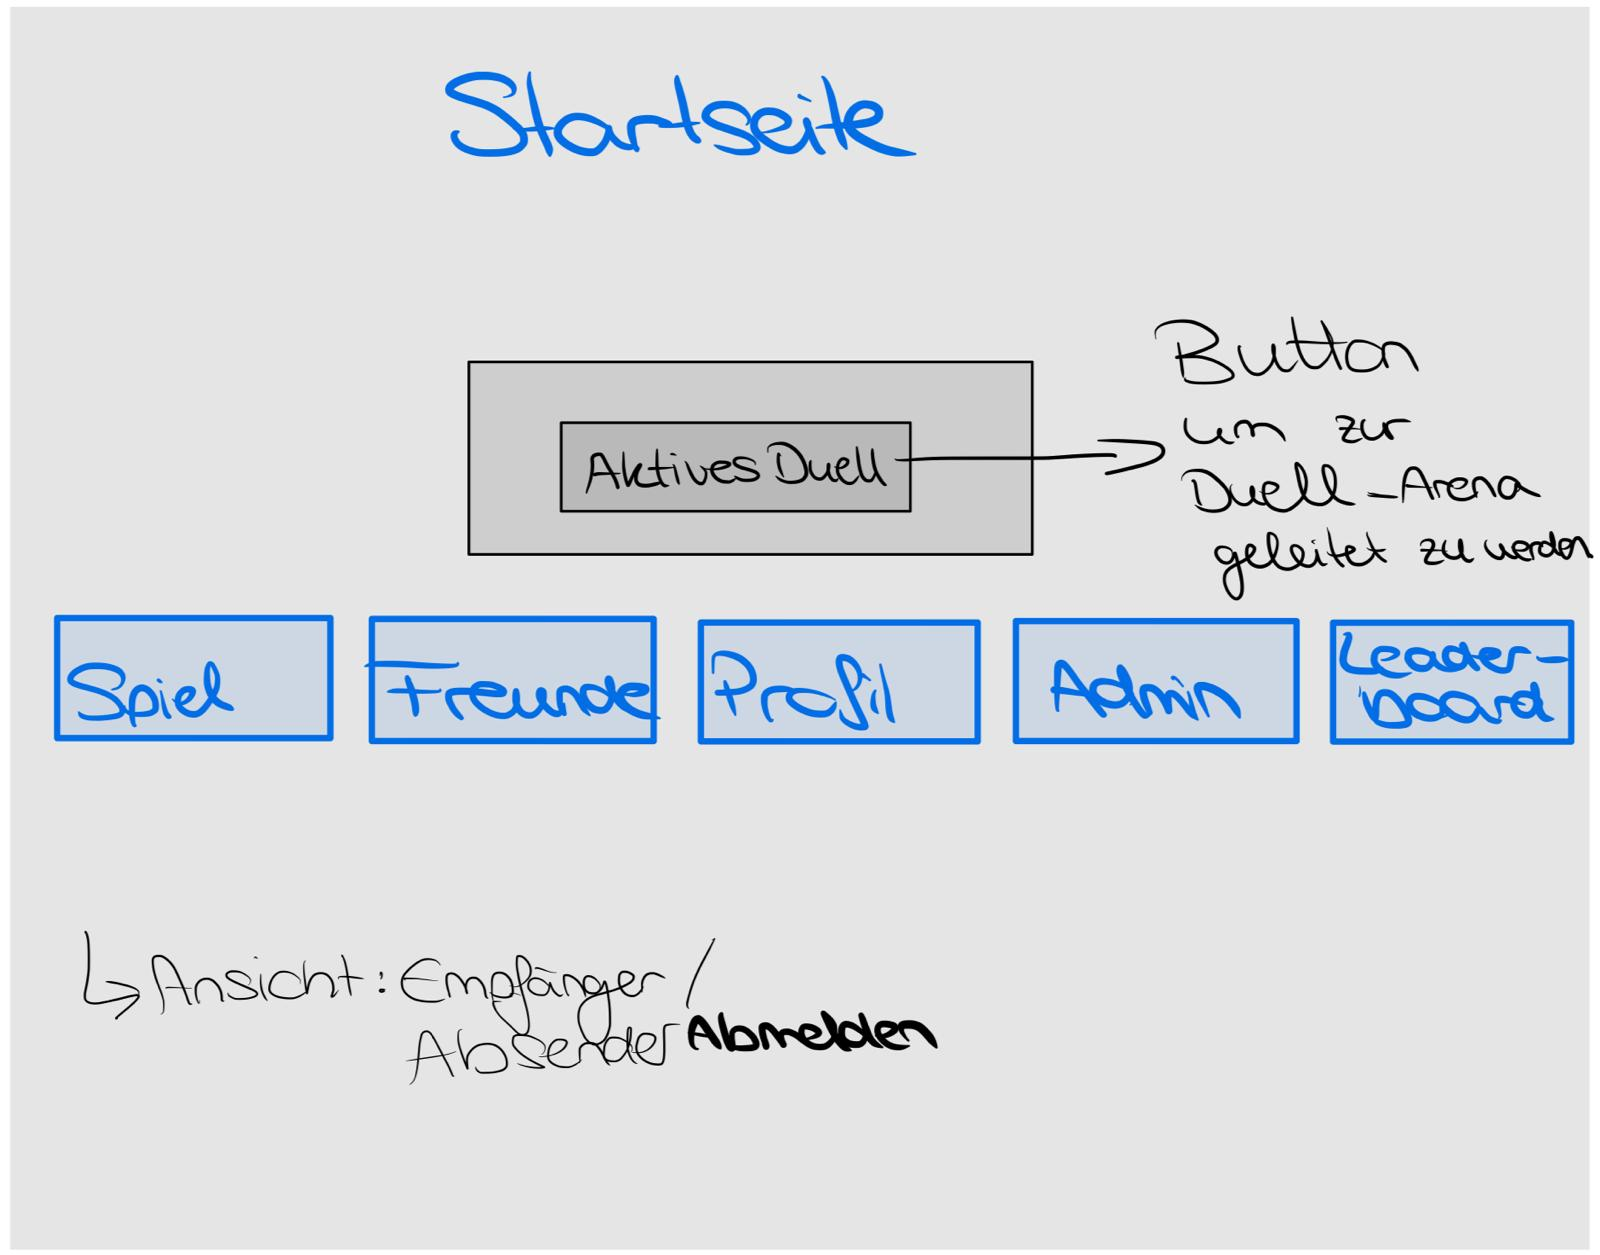 Startseite
Button
um zur
Aktives Duell
Duell-Arena
geleitet zu werden
Spiel
Freunde
Profil
Admin
Leader-
board
Ansicht: Empfänger /
Absender Abmelden